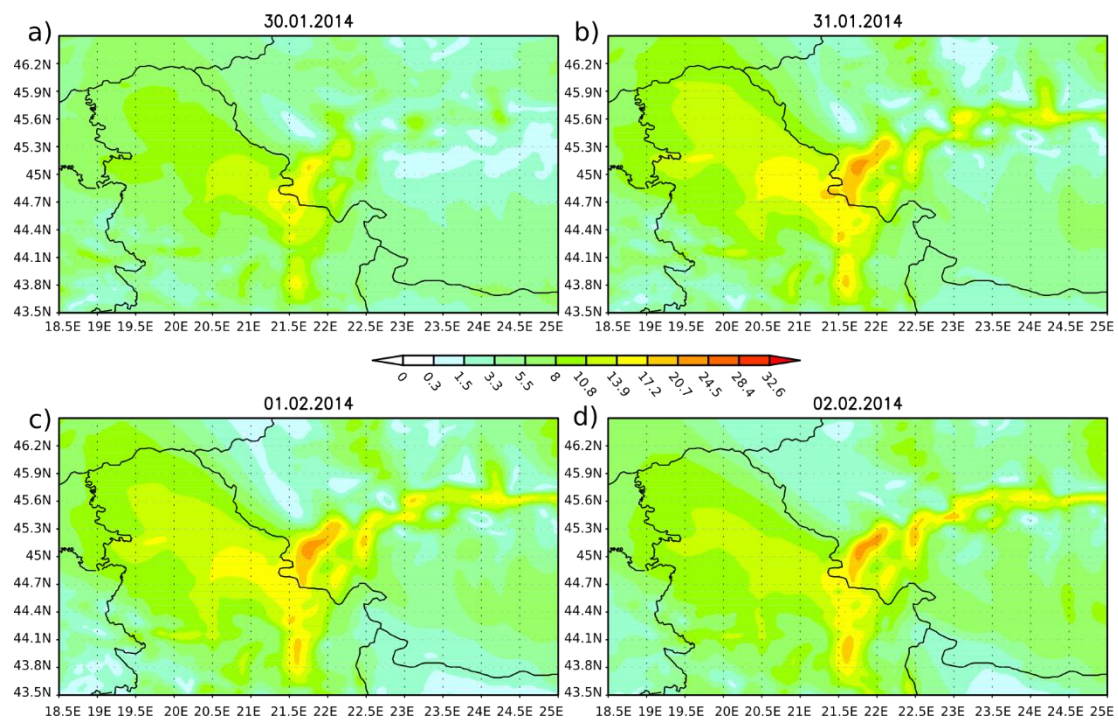 a) 30.01.2014
46.2N
45.9N
45.6N
45.3N
45N
44.7N
44.4N
44.1N
43.8N
43.5N
18.5E 19E 19.5E 20E 20.5E 21E 21.5E 22E 22.5E 23E 23.5E 24E 24.5E 25E
b) 31.01.2014
46.2N
45.9N
45.6N
45.3N
45N
44.7N
44.4N
44.1N
43.8N
43.5N
18.5E 19E 19.5E 20E 20.5E 21E 21.5E 22E 22.5E 23E 23.5E 24E 24.5E 25E
0 0.3 1.5 3.3 5.5 8 10.8 13.9 17.2 20.7 24.5 28.4 32.6
c) 01.02.2014
46.2N
45.9N
45.6N
45.3N
45N
44.7N
44.4N
44.1N
43.8N
43.5N
18.5E 19E 19.5E 20E 20.5E 21E 21.5E 22E 22.5E 23E 23.5E 24E 24.5E 25E
d) 02.02.2014
46.2N
45.9N
45.6N
45.3N
45N
44.7N
44.4N
44.1N
43.8N
43.5N
18.5E 19E 19.5E 20E 20.5E 21E 21.5E 22E 22.5E 23E 23.5E 24E 24.5E 25E